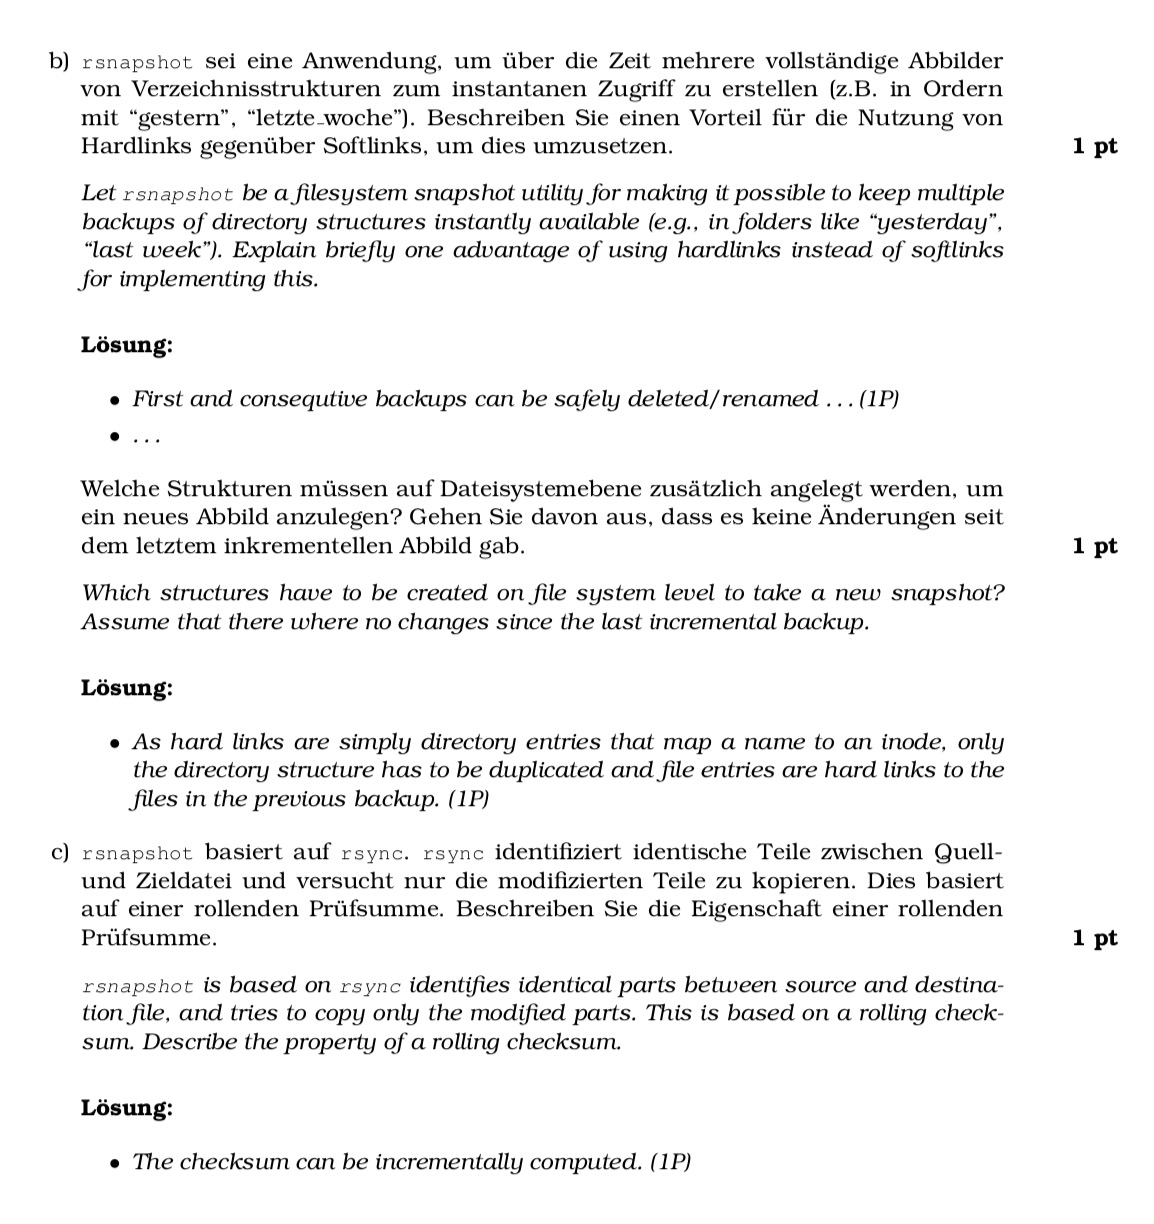 b) rsnapshot sei eine Anwendung, um über die Zeit mehrere vollständige Abbilder
von Verzeichnisstrukturen zum instantanen Zugriff zu erstellen (z.B. in Ordern
mit “gestern”, “letzte_woche”). Beschreiben Sie einen Vorteil für die Nutzung von
Hardlinks gegenüber Softlinks, um dies umzusetzen. 1 pt
Let rsnapshot be a filesystem snapshot utility for making it possible to keep multiple
backups of directory structures instantly available (e.g., in folders like “yesterday”,
“last week”). Explain briefly one advantage of using hardlinks instead of softlinks
for implementing this.
Lösung:
• First and consequtive backups can be safely deleted/renamed . . . (1P)
• . . .
Welche Strukturen müssen auf Dateisystemebene zusätzlich angelegt werden, um
ein neues Abbild anzulegen? Gehen Sie davon aus, dass es keine Änderungen seit
dem letztem inkrementellen Abbild gab. 1 pt
Which structures have to be created on file system level to take a new snapshot?
Assume that there where no changes since the last incremental backup.
Lösung:
• As hard links are simply directory entries that map a name to an inode, only
the directory structure has to be duplicated and file entries are hard links to the
files in the previous backup. (1P)
c) rsnapshot basiert auf rsync. rsync identifiziert identische Teile zwischen Quell-
und Zieldatei und versucht nur die modifizierten Teile zu kopieren. Dies basiert
auf einer rollenden Prüfsumme. Beschreiben Sie die Eigenschaft einer rollenden
Prüfsumme. 1 pt
rsnapshot is based on rsync identifies identical parts between source and destina-
tion file, and tries to copy only the modified parts. This is based on a rolling check-
sum. Describe the property of a rolling checksum.
Lösung:
• The checksum can be incrementally computed. (1P)